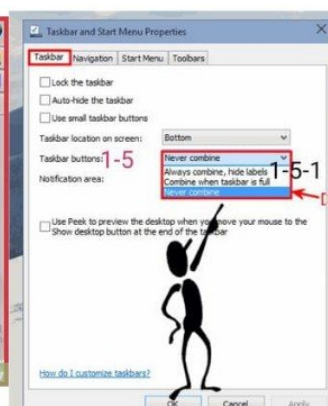 Taskbar and Start Menu Properties
Taskbar Navigation Start Menu Toolbars
Lock the taskbar
Auto-hide the taskbar
Use small taskbar buttons
Taskbar location on screen: Bottom
Taskbar buttons: 1-5 Never combine
Always combine, hide labels 1-5-1
Combine when taskbar is full
Never combine
Notification area:
Use Peek to preview the desktop when you move your mouse to the
Show desktop button at the end of the taskbar
How do I customize taskbars?
OK Cancel Apply